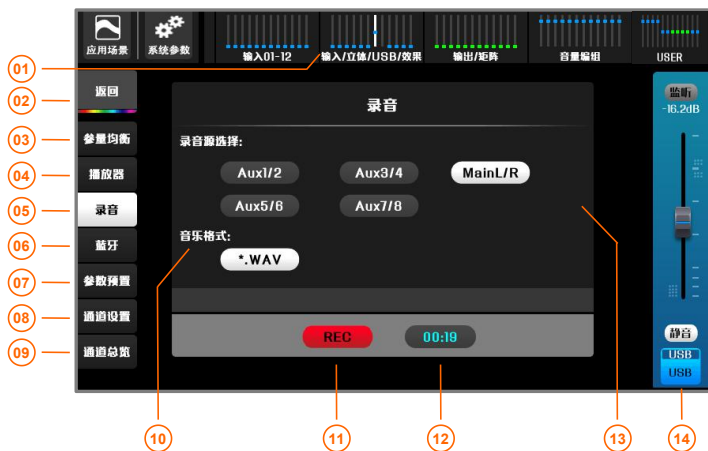 应用场景 系统参数 输入01-12 输入/立体/USB/效果 输出/矩阵 音量编组 USER
01
02 返回
03 参量均衡
04 播放器
05 录音
06 蓝牙
07 参数预置
08 通道设置
09 通道总览
录音
录音源选择:
Aux1/2 Aux3/4 MainL/R
Aux5/6 Aux7/8
音乐格式:
*.WAV
REC 00:19
监听
-16.2dB
静音
USB
USB
10 11 12 13 14